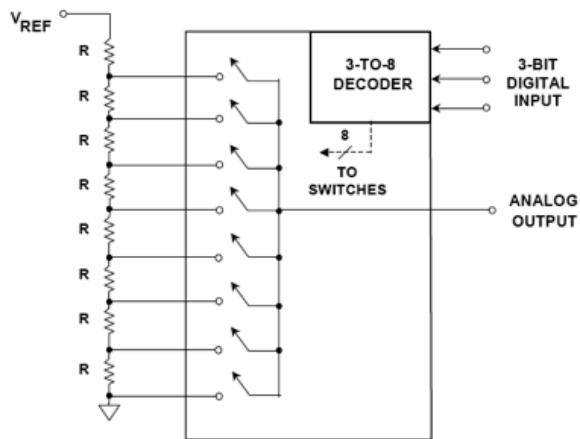 VREF
R
R
R
R
R
R
R
R
3-TO-8
DECODER
8
TO
SWITCHES
3-BIT
DIGITAL
INPUT
ANALOG
OUTPUT